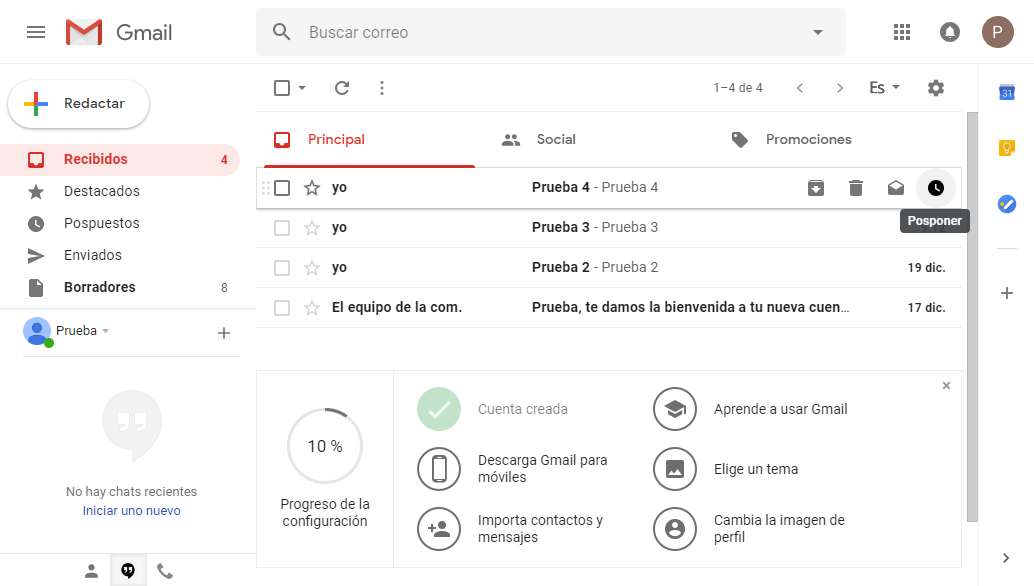 Gmail
Buscar correo
P
Redactar
1–4 de 4
Es
31
Recibidos 4
Destacados
Pospuestos
Enviados
Borradores 8
Prueba
No hay chats recientes
Iniciar uno nuevo
Principal
Social
Promociones
yo Prueba 4 - Prueba 4
Posponer
yo Prueba 3 - Prueba 3
yo Prueba 2 - Prueba 2 19 dic.
El equipo de la com. Prueba, te damos la bienvenida a tu nueva cuen… 17 dic.
10 %
Progreso de la
configuración
Cuenta creada
Aprende a usar Gmail
Descarga Gmail para
móviles
Elige un tema
Importa contactos y
mensajes
Cambia la imagen de
perfil